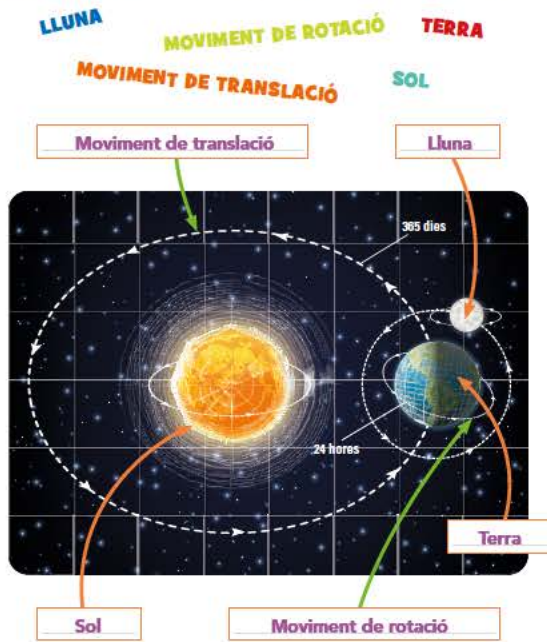 LLUNA
MOVIMENT DE ROTACIÓ
TERRA
MOVIMENT DE TRANSLACIÓ
SOL
Moviment de translació
Lluna
365 dies
24 hores
Terra
Sol
Moviment de rotació